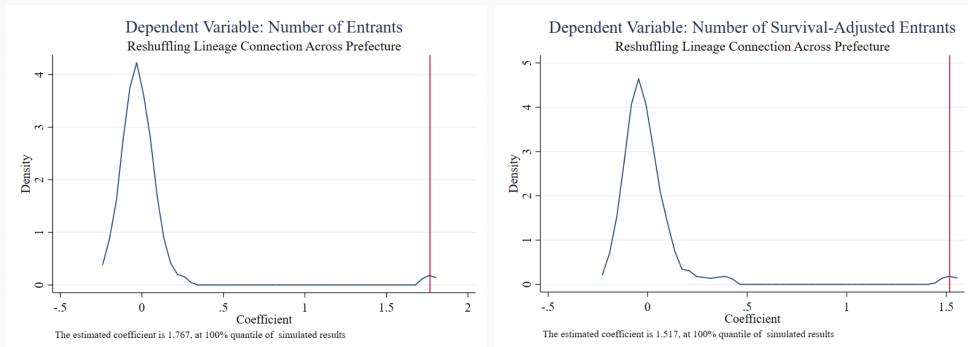 Dependent Variable: Number of Entrants
Reshuffling Lineage Connection Across Prefecture
4
3
2
1
0
Density
-.5
0
.5
1
1.5
2
Coefficient
The estimated coefficient is 1.767, at 100% quantile of simulated results
Dependent Variable: Number of Survival-Adjusted Entrants
Reshuffling Lineage Connection Across Prefecture
5
4
3
2
1
0
Density
-.5
0
.5
1
1.5
Coefficient
The estimated coefficient is 1.517, at 100% quantile of simulated results